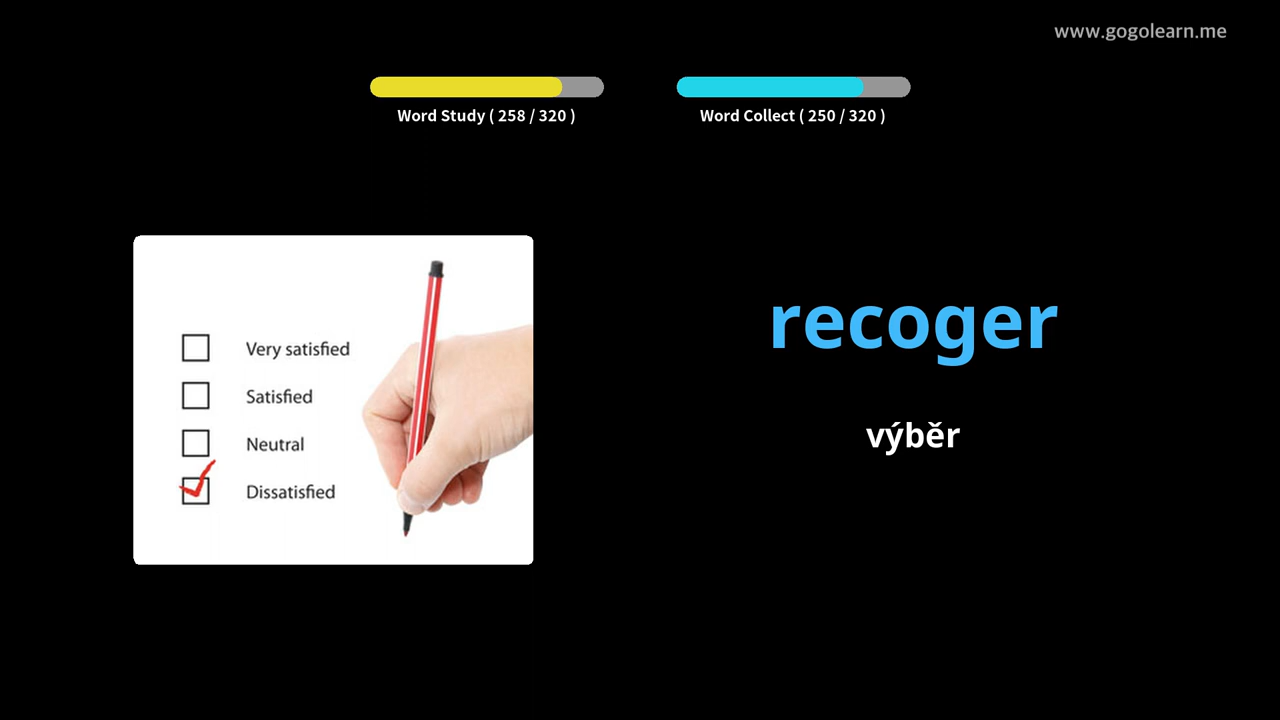 www.gogolearn.me
Word Study ( 258 / 320 )
Word Collect ( 250 / 320 )
Very satisfied
Satisfied
Neutral
Dissatisfied
recoger
výběr